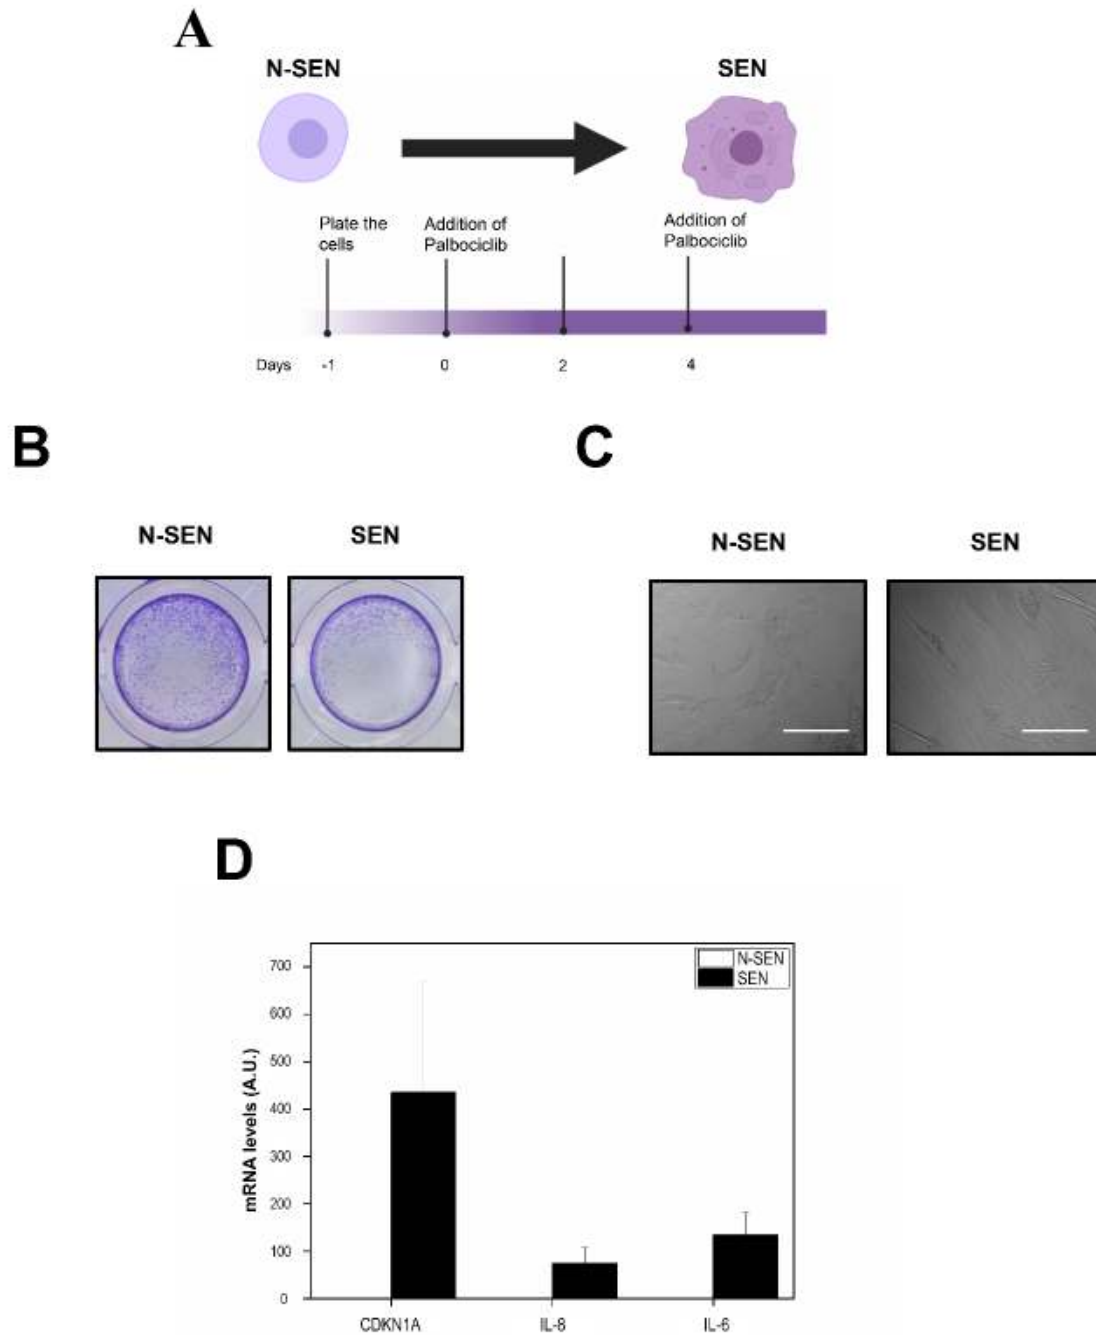 A
N-SEN SEN
Plate the
cells
Addition of
Palbociclib
Addition of
Palbociclib
Days -1 0 2 4
B
N-SEN SEN
C
N-SEN SEN
D
mRNA levels (A.U.)
700
600
500
400
300
200
100
0
N-SEN
SEN
CDKN1A IL-8 IL-6